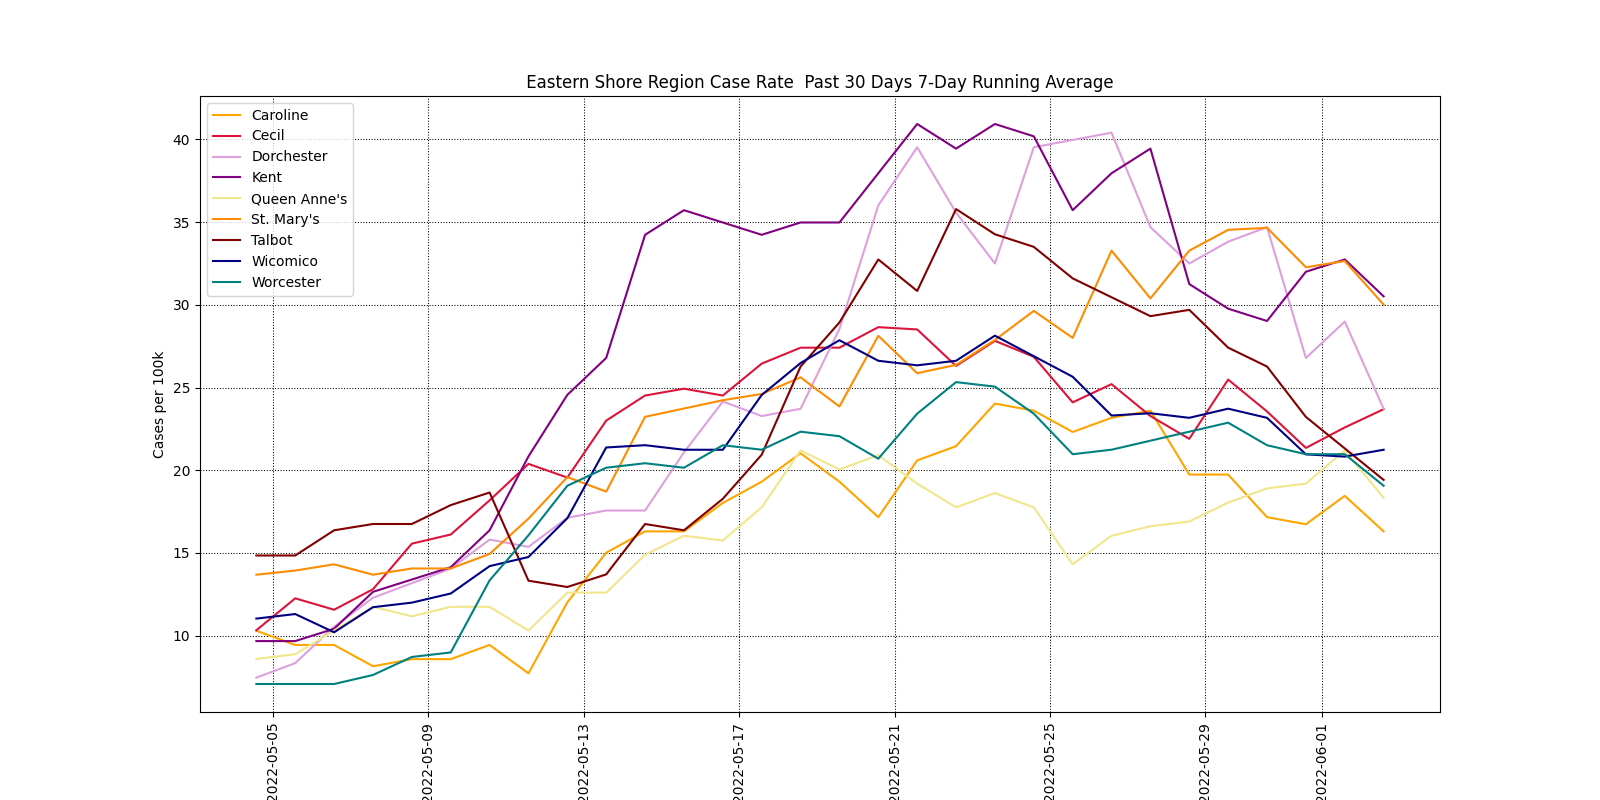 Eastern Shore Region Case Rate  Past 30 Days 7-Day Running Average
Caroline
Cecil
Dorchester
Kent
Queen Anne's
St. Mary's
Talbot
Wicomico
Worcester
Cases per 100k
40
35
30
25
20
15
10
2022-05-05
2022-05-09
2022-05-13
2022-05-17
2022-05-21
2022-05-25
2022-05-29
2022-06-01